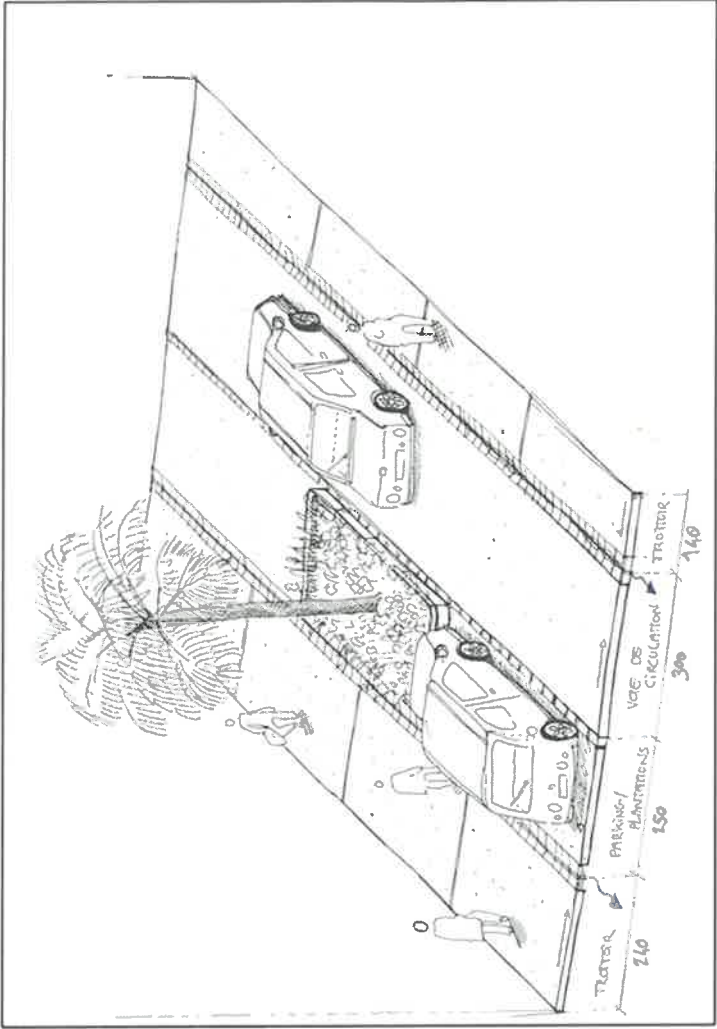 TROTTOIR
240
PARKING/
PLANTATIONS
250
VOIE DE
CIRCULATION
300
TROTTOIR.
140